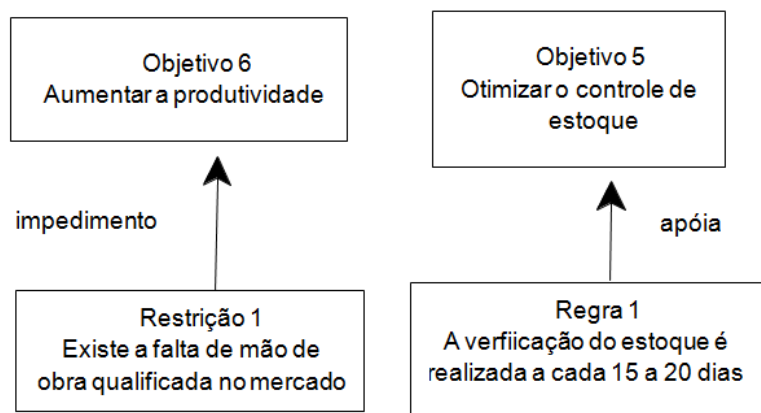 Objetivo 6
Aumentar a produtividade
Objetivo 5
Otimizar o controle de
estoque
impedimento
apóia
Restrição 1
Existe a falta de mão de
obra qualificada no mercado
Regra 1
A verfiicação do estoque é
realizada a cada 15 a 20 dias